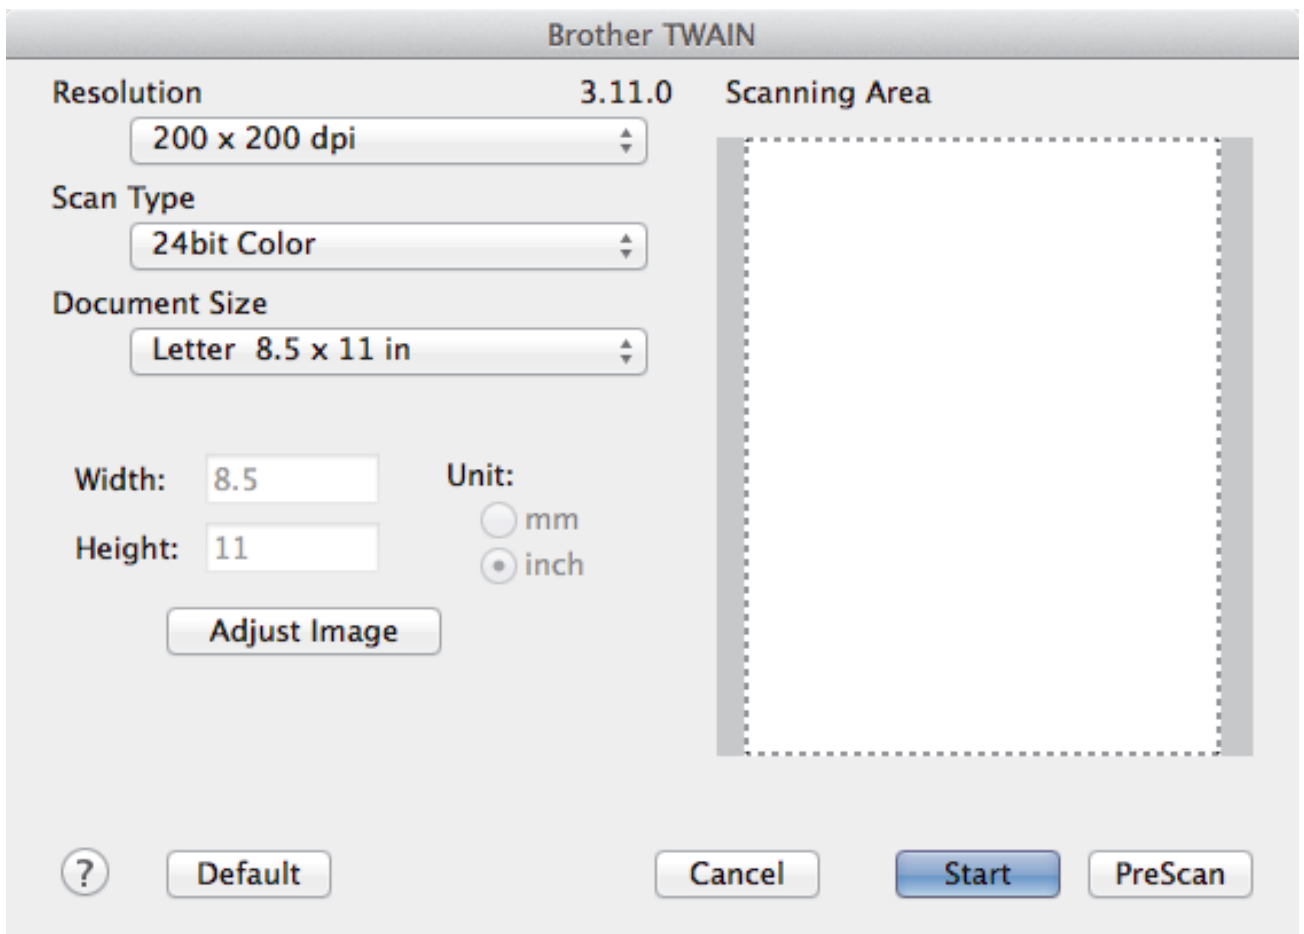 Brother TWAIN
Resolution 3.11.0
200 x 200 dpi
Scan Type
24bit Color
Document Size
Letter 8.5 x 11 in
Width: 8.5
Height: 11
Unit:
mm
inch
Adjust Image
Scanning Area
? Default Cancel Start PreScan